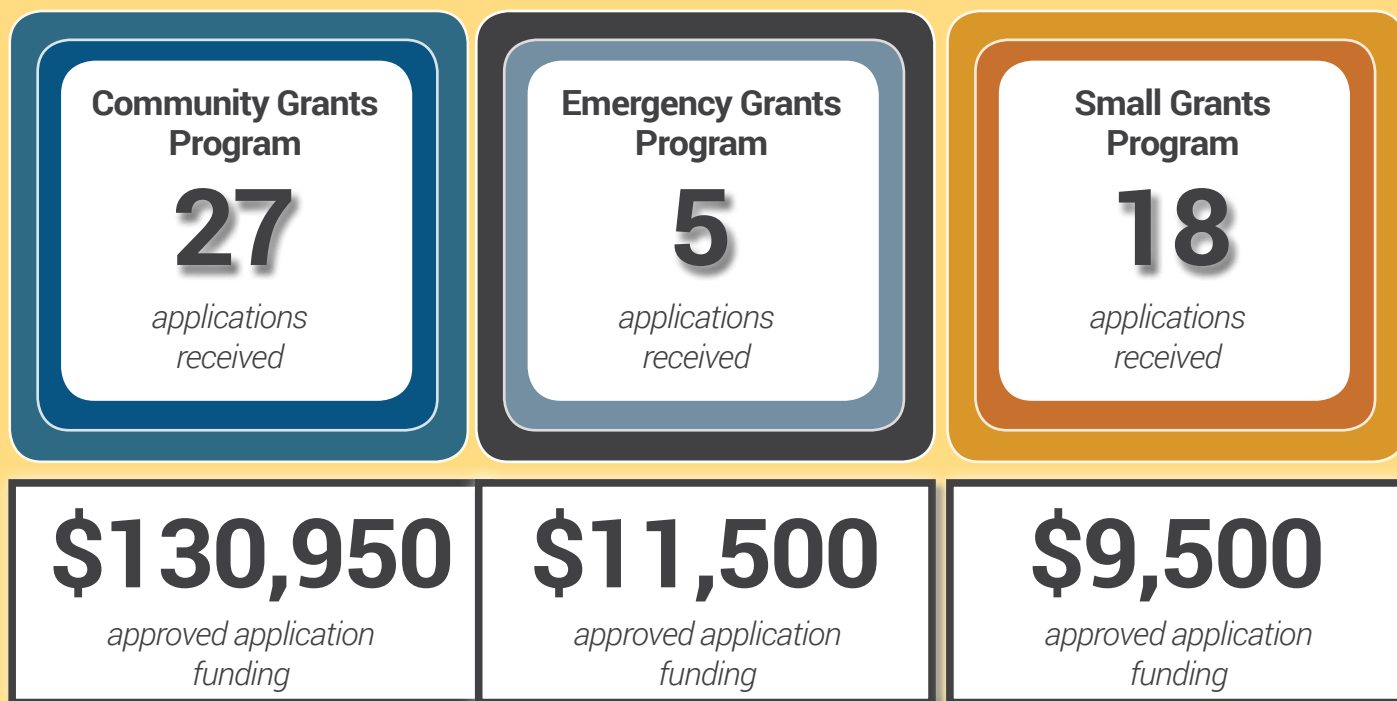 Community Grants
Program
27
applications
received
$130,950
approved application
funding
Emergency Grants
Program
5
applications
received
$11,500
approved application
funding
Small Grants
Program
18
applications
received
$9,500
approved application
funding